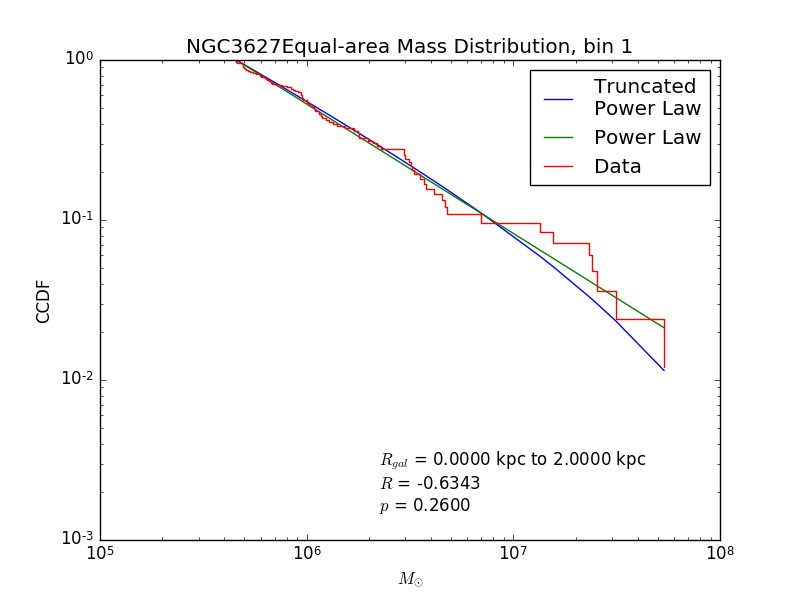 NGC3627Equal-area Mass Distribution, bin 1
10^0
10^-1
10^-2
10^-3
CCDF
Truncated
Power Law
Power Law
Data
R_gal = 0.0000 kpc to 2.0000 kpc
R = -0.6343
p = 0.2600
10^5 10^6 10^7 10^8
M_⊙